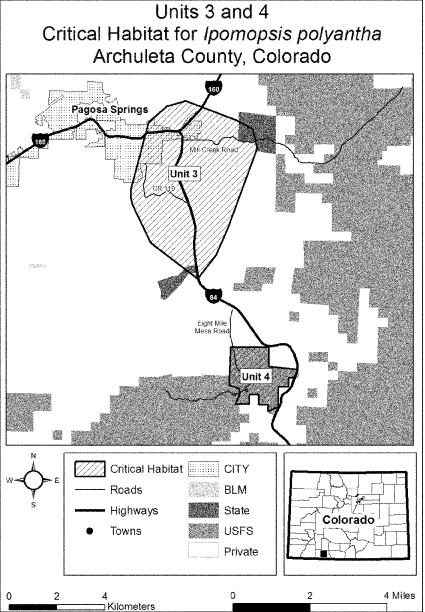 Units 3 and 4
Critical Habitat for Ipomopsis polyantha
Archuleta County, Colorado
160
Pagosa Springs
160
Mill Creek Road
Unit 3
CR 119
84
Eight Mile
Mesa Road
Unit 4
N
W E
S
Critical Habitat
Roads
Highways
Towns
CITY
BLM
State
USFS
Private
Colorado
0 2 4
Kilometers
0 2 4 Miles